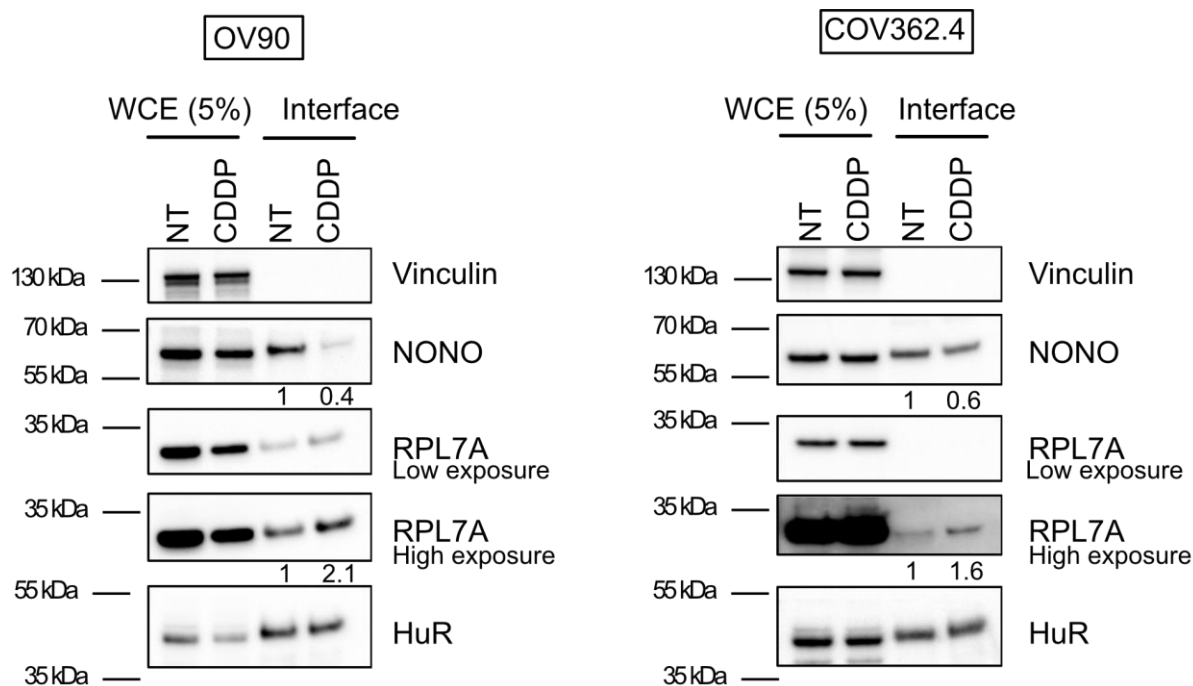 OV90
WCE (5%) Interface
NT CDDP NT CDDP
130 kDa Vinculin
70 kDa
NONO
55 kDa
1 0.4
35 kDa
RPL7A
Low exposure
35 kDa
RPL7A
High exposure
1 2.1
55 kDa
HuR
35 kDa
COV362.4
WCE (5%) Interface
NT CDDP NT CDDP
130 kDa Vinculin
70 kDa
NONO
55 kDa
1 0.6
35 kDa
RPL7A
Low exposure
35 kDa
RPL7A
High exposure
1 1.6
55 kDa
HuR
35 kDa